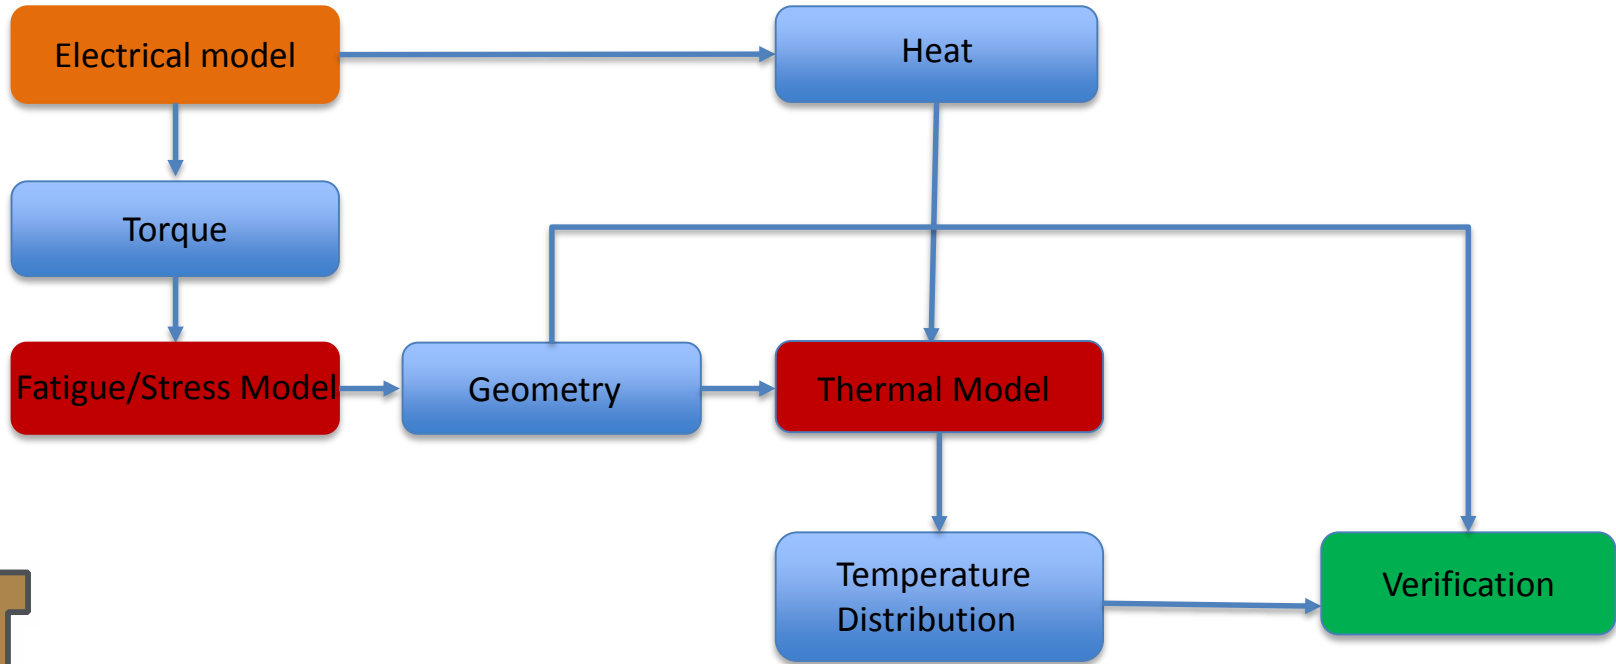 Electrical model
Heat
Torque
Fatigue/Stress Model
Geometry
Thermal Model
Temperature
Distribution
Verification